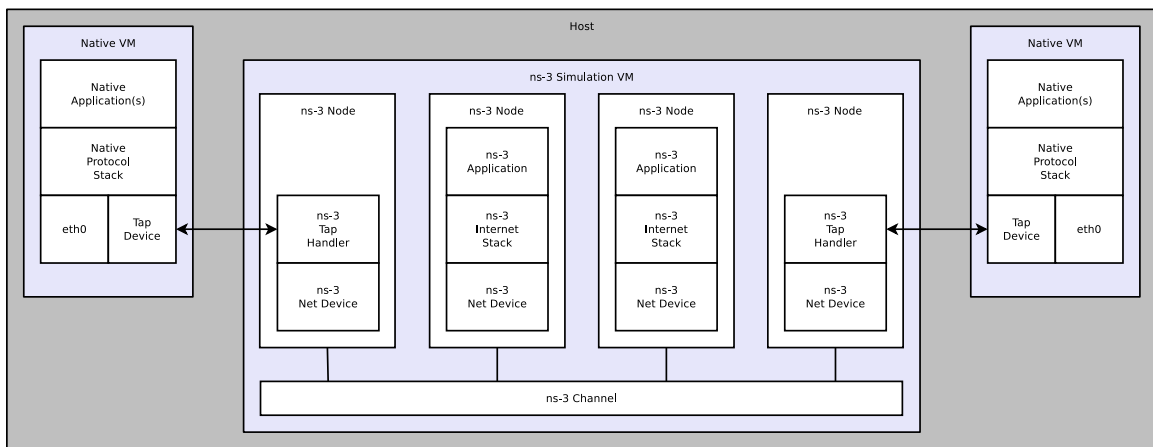 Host
Native VM
Native
Application(s)
Native
Protocol
Stack
eth0
Tap
Device
ns-3 Simulation VM
ns-3 Node
ns-3
Tap
Handler
ns-3
Net Device
ns-3 Node
ns-3
Application
ns-3
Internet
Stack
ns-3
Net Device
ns-3 Node
ns-3
Application
ns-3
Internet
Stack
ns-3
Net Device
ns-3 Node
ns-3
Tap
Handler
ns-3
Net Device
ns-3 Channel
Native VM
Native
Application(s)
Native
Protocol
Stack
Tap
Device
eth0